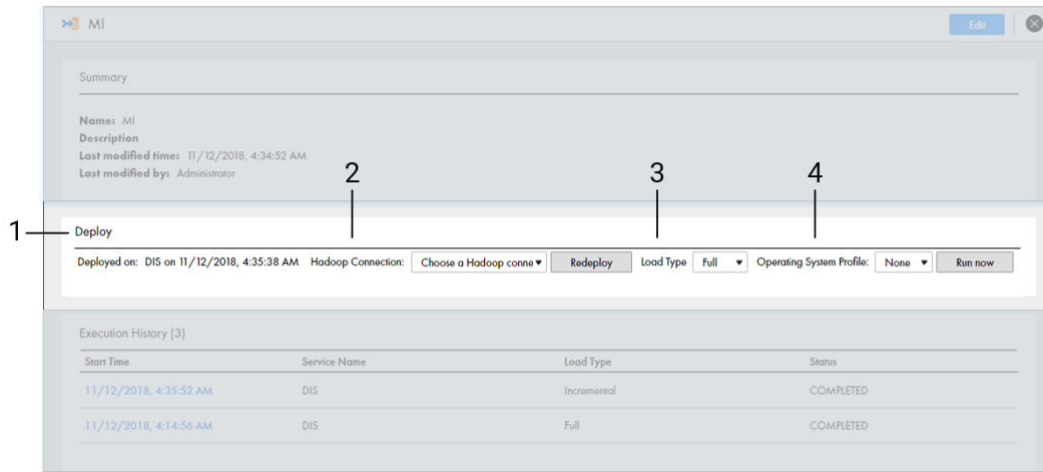 MI
Edit
Summary
Name: MI
Description
Last modified time: 11/12/2018, 4:34:52 AM
Last modified by: Administrator
2 3 4
1 Deploy
Deployed on: DIS on 11/12/2018, 4:35:38 AM Hadoop Connection: Choose a Hadoop conne Redeploy Load Type Full Operating System Profile: None Run now
Execution History (3)
Start Time Service Name Load Type Status
11/12/2018, 4:35:52 AM DIS Incremental COMPLETED
11/12/2018, 4:14:56 AM DIS Full COMPLETED